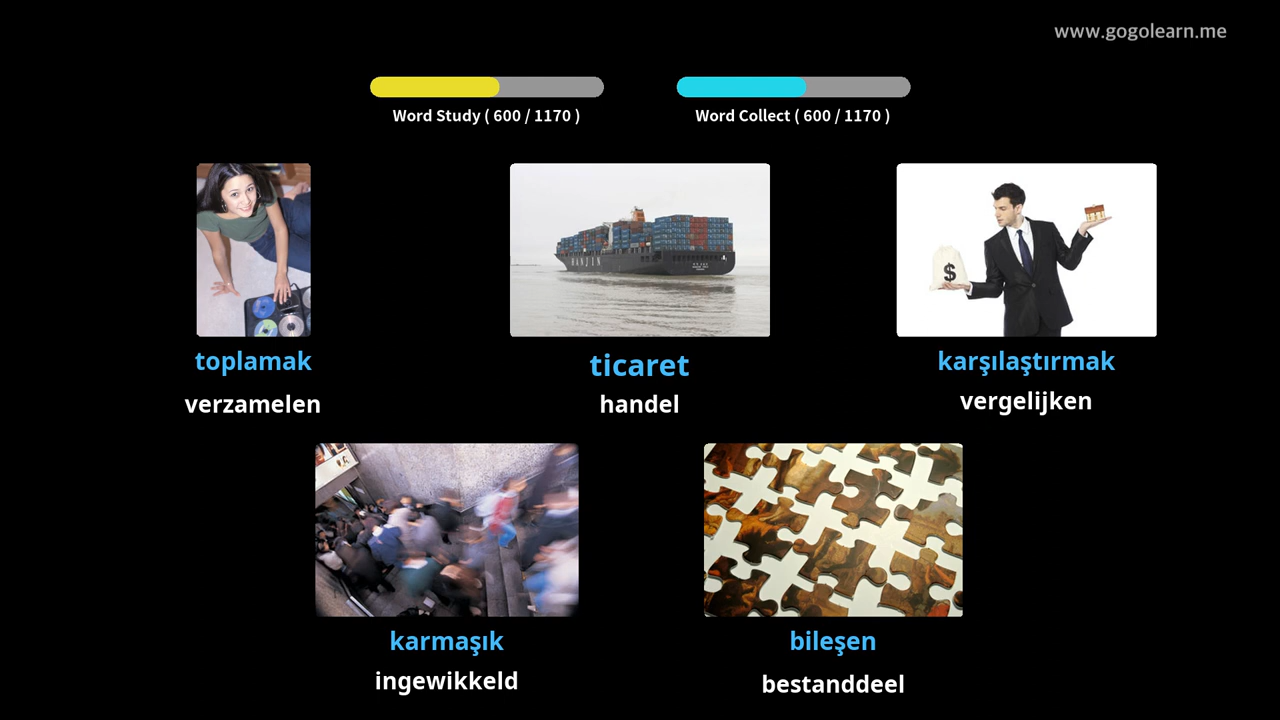 www.gogolearn.me
Word Study ( 600 / 1170 )
Word Collect ( 600 / 1170 )
HANJIN
toplamak
ticaret
karşılaştırmak
verzamelen
handel
vergelijken
karmaşık
bileşen
ingewikkeld
bestanddeel